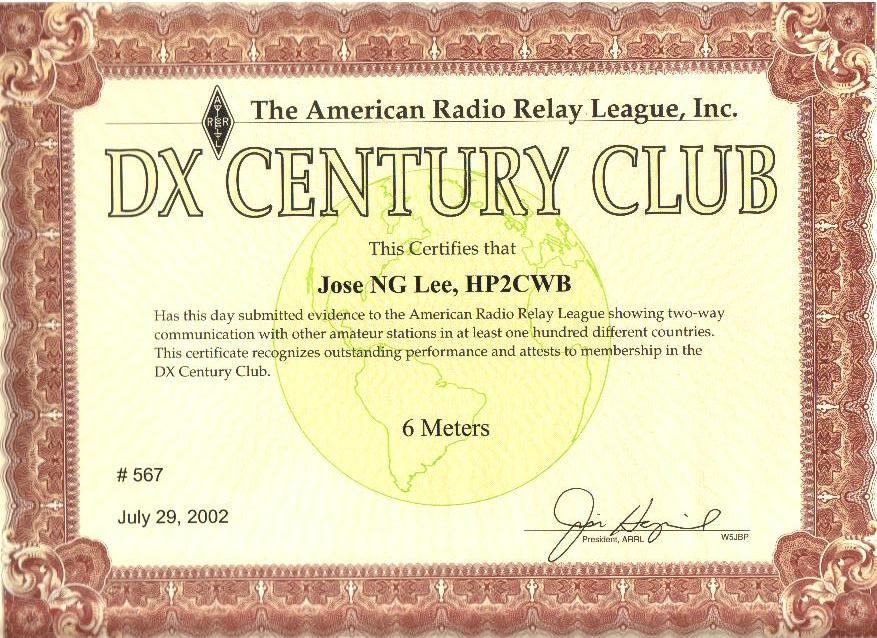 The American Radio Relay League, Inc.
DX CENTURY CLUB
This Certifies that
Jose NG Lee, HP2CWB
Has this day submitted evidence to the American Radio Relay League showing two-way
communication with other amateur stations in at least one hundred different countries.
This certificate recognizes outstanding performance and attests to membership in the
DX Century Club.
6 Meters
# 567
July 29, 2002
President, ARRL W5JBP